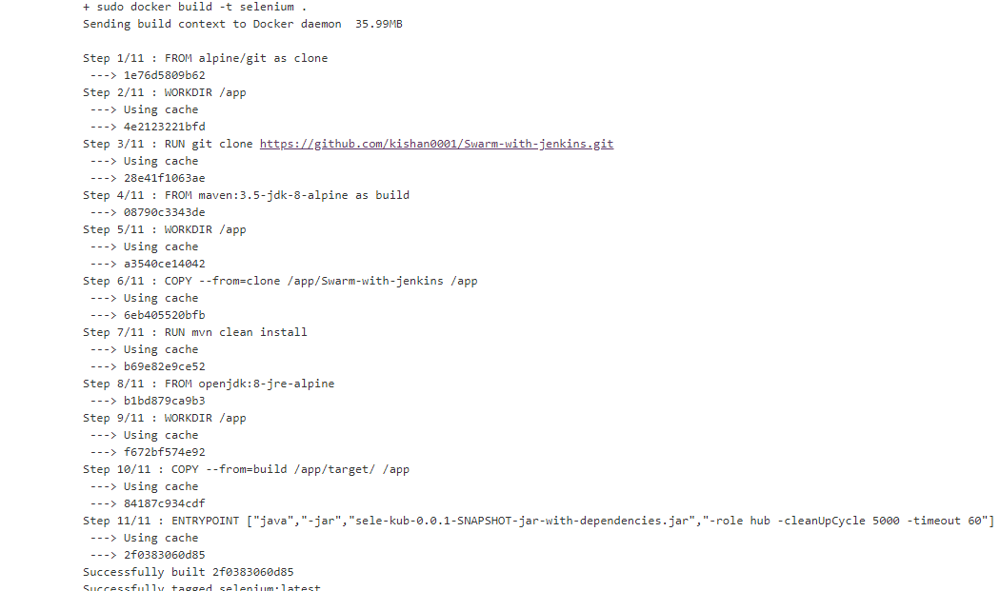 + sudo docker build -t selenium .
Sending build context to Docker daemon  35.99MB
Step 1/11 : FROM alpine/git as clone
---> 1e76d5809b62
Step 2/11 : WORKDIR /app
---> Using cache
---> 4e2123221bfd
Step 3/11 : RUN git clone https://github.com/kishan0001/Swarm-with-jenkins.git
---> Using cache
---> 28e41f1063ae
Step 4/11 : FROM maven:3.5-jdk-8-alpine as build
---> 08790c3343de
Step 5/11 : WORKDIR /app
---> Using cache
---> a3540ce14042
Step 6/11 : COPY --from=clone /app/Swarm-with-jenkins /app
---> Using cache
---> 6eb405520bfb
Step 7/11 : RUN mvn clean install
---> Using cache
---> b69e82e9ce52
Step 8/11 : FROM openjdk:8-jre-alpine
---> b1bd879ca9b3
Step 9/11 : WORKDIR /app
---> Using cache
---> f672bf574e92
Step 10/11 : COPY --from=build /app/target/ /app
---> Using cache
---> 84187c934cdf
Step 11/11 : ENTRYPOINT ["java","-jar","sele-kub-0.0.1-SNAPSHOT-jar-with-dependencies.jar","-role hub -cleanUpCycle 5000 -timeout 60"]
---> Using cache
---> 2f0383060d85
Successfully built 2f0383060d85
Successfully tagged selenium:latest